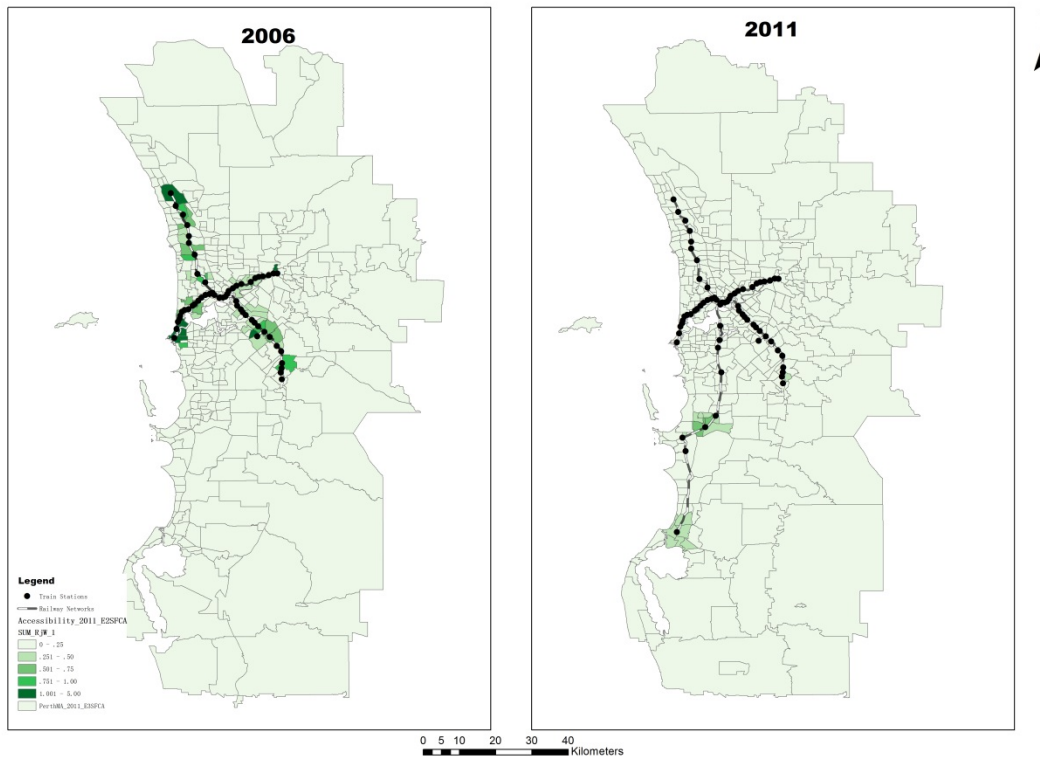 2006
2011
Legend
Train Stations
Railway Networks
Accessibility_2011_E2SFCA
SUM_RjW_1
0 - .25
.251 - .50
.501 - .75
.751 - 1.00
1.001 - 5.00
PerthMA_2011_E3SFCA
0 5 10 20 30 40
Kilometers